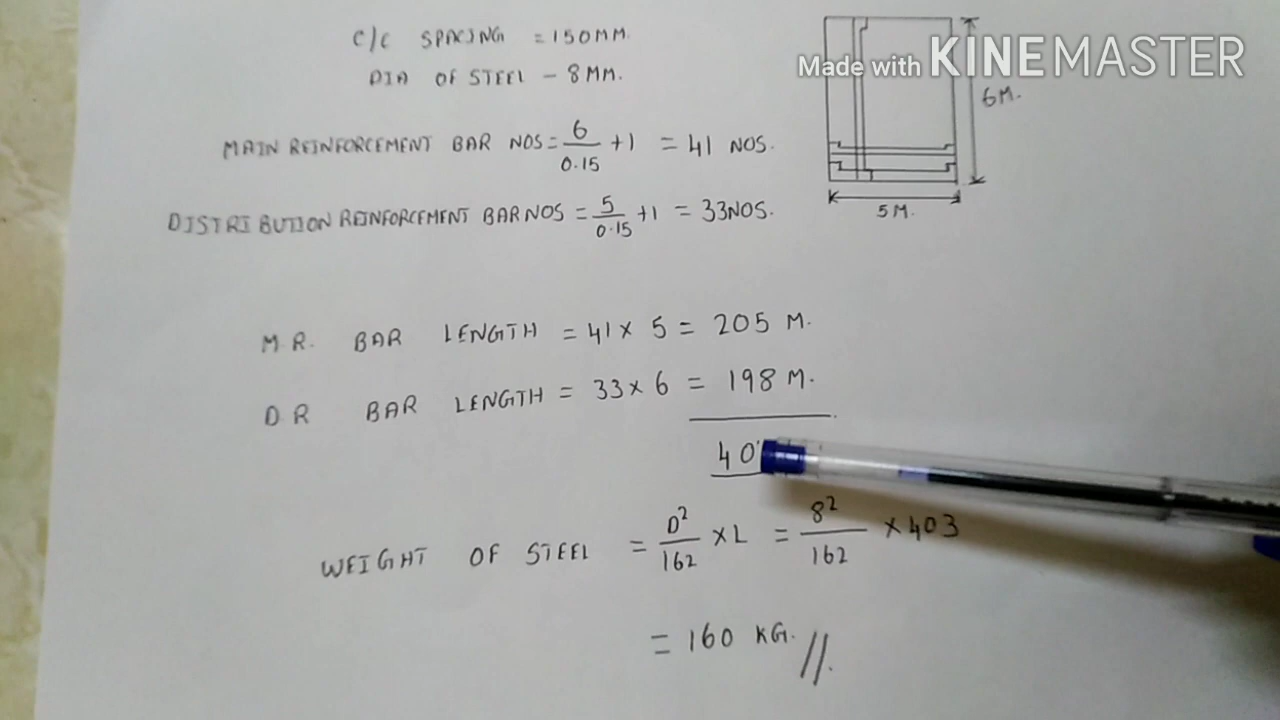 C/C SPACING = 150MM.
DIA OF STEEL - 8MM.
Made with KINEMASTER
6M.
5M.
MAIN REINFORCEMENT BAR NOS = 6/0.15 + 1 = 41 NOS.
DISTRIBUTION REINFORCEMENT BAR NOS = 5/0.15 + 1 = 33NOS.
M.R. BAR LENGTH = 41 x 5 = 205 M.
D.R BAR LENGTH = 33 x 6 = 198 M.
40
WEIGHT OF STEEL = D²/162 x L = 8²/162 x 403
= 160 KG.//.